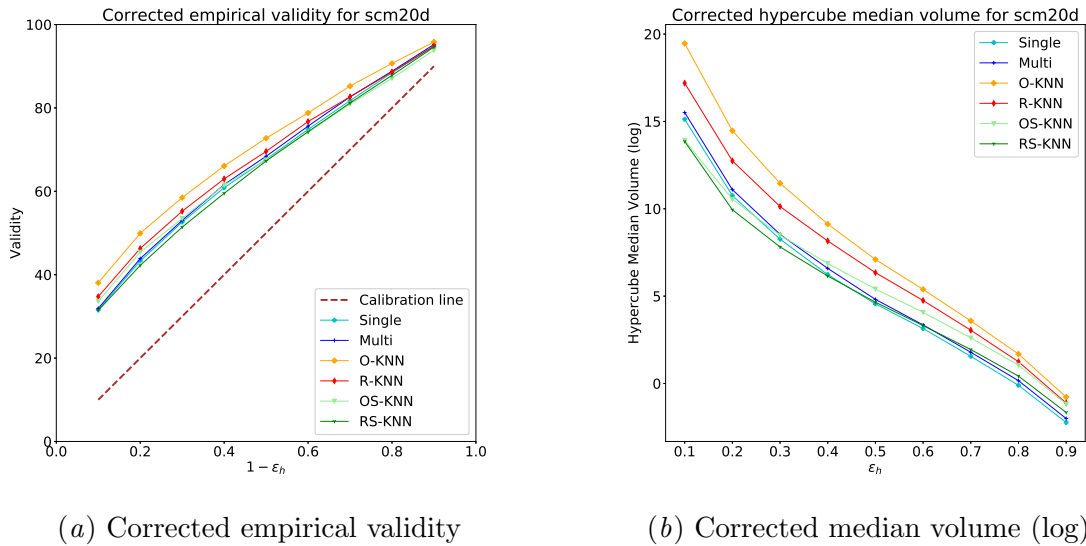 Corrected empirical validity for scm20d
100
80
60
40
20
0
Validity
0.0 0.2 0.4 0.6 0.8 1.0
1 − ϵh
Calibration line
Single
Multi
O-KNN
R-KNN
OS-KNN
RS-KNN
(a) Corrected empirical validity
Corrected hypercube median volume for scm20d
20
15
10
5
0
Hypercube Median Volume (log)
0.1 0.2 0.3 0.4 0.5 0.6 0.7 0.8 0.9
ϵh
Single
Multi
O-KNN
R-KNN
OS-KNN
RS-KNN
(b) Corrected median volume (log)